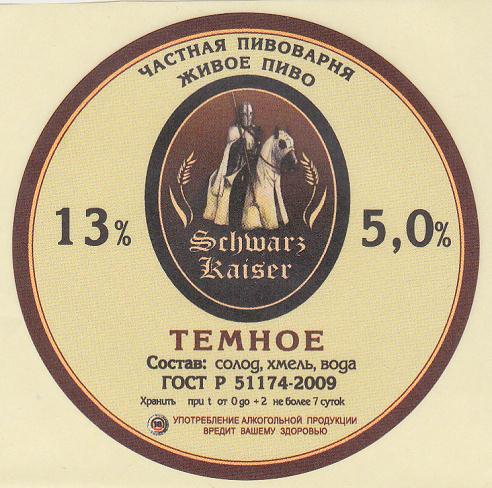 ЧАСТНАЯ ПИВОВАРНЯ
ЖИВОЕ ПИВО
13%
5,0%
Schwarz
Kaiser
ТЕМНОЕ
Состав: солод, хмель, вода
ГОСТ Р 51174-2009
Хранить при t от 0 до +2 не более 7 суток
18
УПОТРЕБЛЕНИЕ АЛКОГОЛЬНОЙ ПРОДУКЦИИ
ВРЕДИТ ВАШЕМУ ЗДОРОВЬЮ